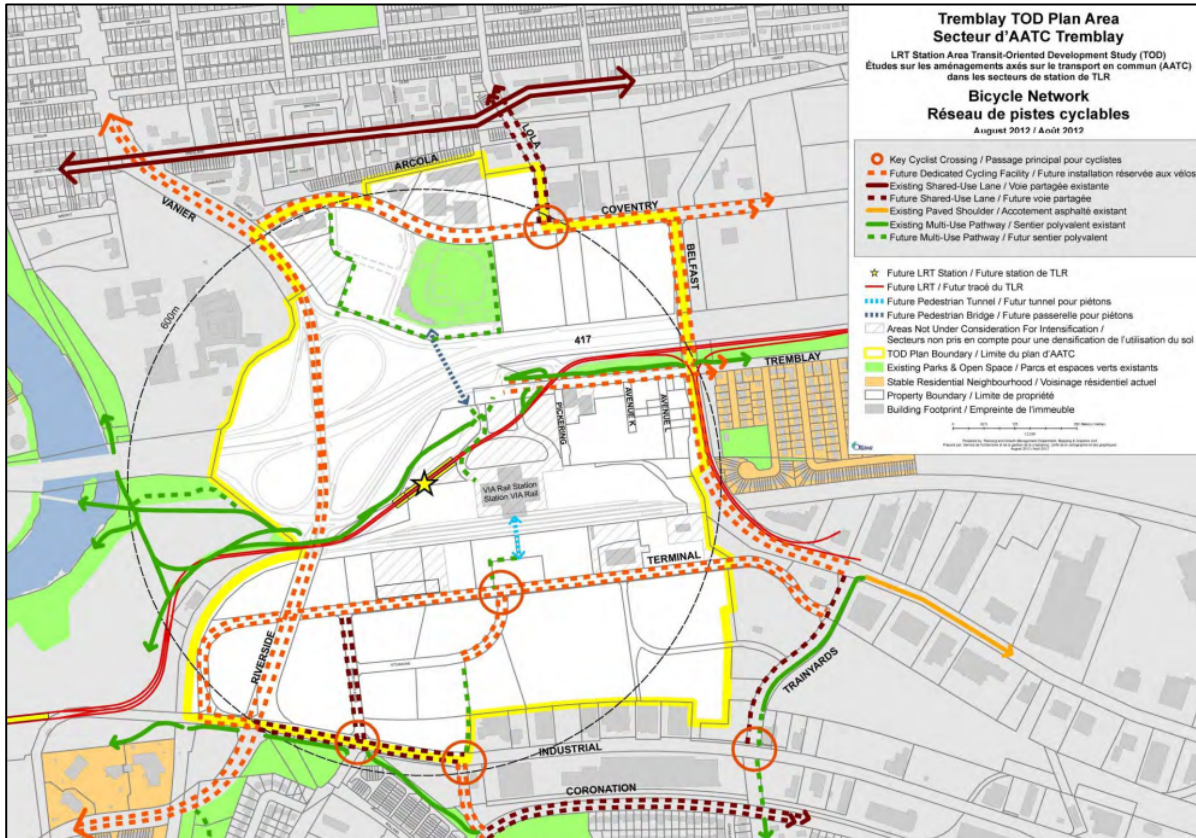 Tremblay TOD Plan Area
Secteur d'AATC Tremblay
LRT Station Area Transit-Oriented Development Study (TOD)
Études sur les aménagements axés sur le transport en commun (AATC)
dans les secteurs de station de TLR
Bicycle Network
Réseau de pistes cyclables
August 2012 / Août 2012
Key Cyclist Crossing / Passage principal pour cyclistes
Future Dedicated Cycling Facility / Future installation réservée aux vélos
Existing Shared-Use Lane / Voie partagée existante
Future Shared-Use Lane / Future voie partagée
Existing Paved Shoulder / Accotement asphalté existant
Existing Multi-Use Pathway / Sentier polyvalent existant
Future Multi-Use Pathway / Futur sentier polyvalent
Future LRT Station / Future station de TLR
Future LRT / Futur tracé du TLR
Future Pedestrian Tunnel / Futur tunnel pour piétons
Future Pedestrian Bridge / Future passerelle pour piétons
Areas Not Under Consideration For Intensification /
Secteurs non pris en compte pour une densification de l'utilisation du sol
TOD Plan Boundary / Limite du plan d'AATC
Existing Parks & Open Space / Parcs et espaces verts existants
Stable Residential Neighbourhood / Voisinage résidentiel actuel
Property Boundary / Limite de propriété
Building Footprint / Empreinte de l'immeuble
LOLA
ARCOLA
VANIER
COVENTRY
BELFAST
600m
417
TREMBLAY
PICKERING
AVENUE K
AVENUE L
VIA Rail Station
Station VIA Rail
TERMINAL
RIVERSIDE
TRAINYARDS
INDUSTRIAL
CORONATION